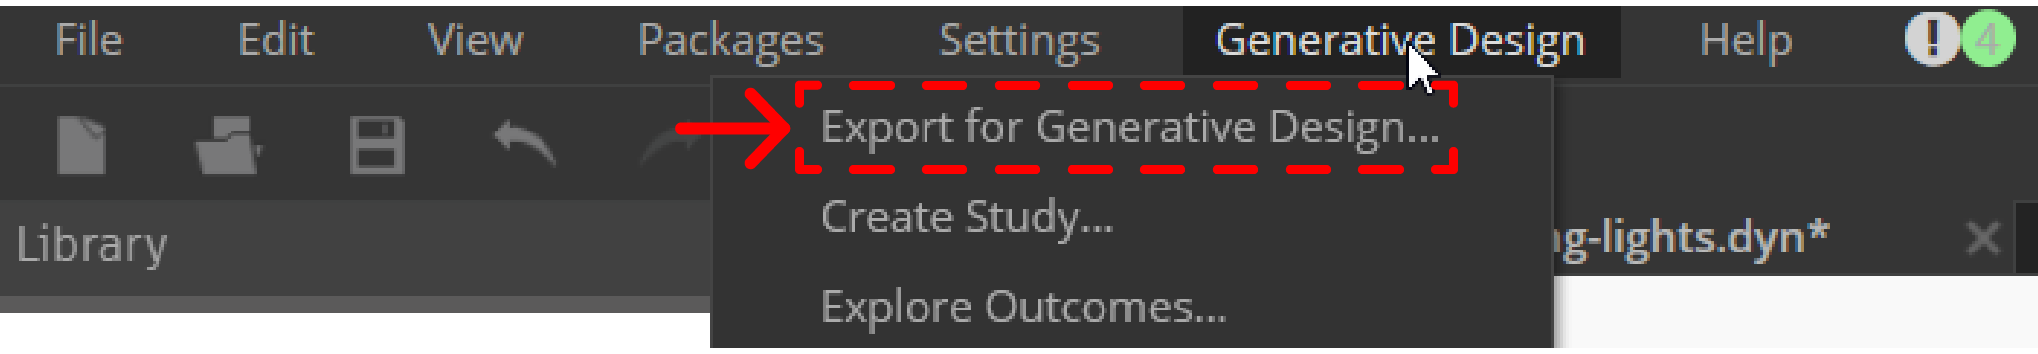 File Edit View Packages Settings Generative Design Help ! 4
Export for Generative Design...
Create Study...
Library
g-lights.dyn*
Explore Outcomes...